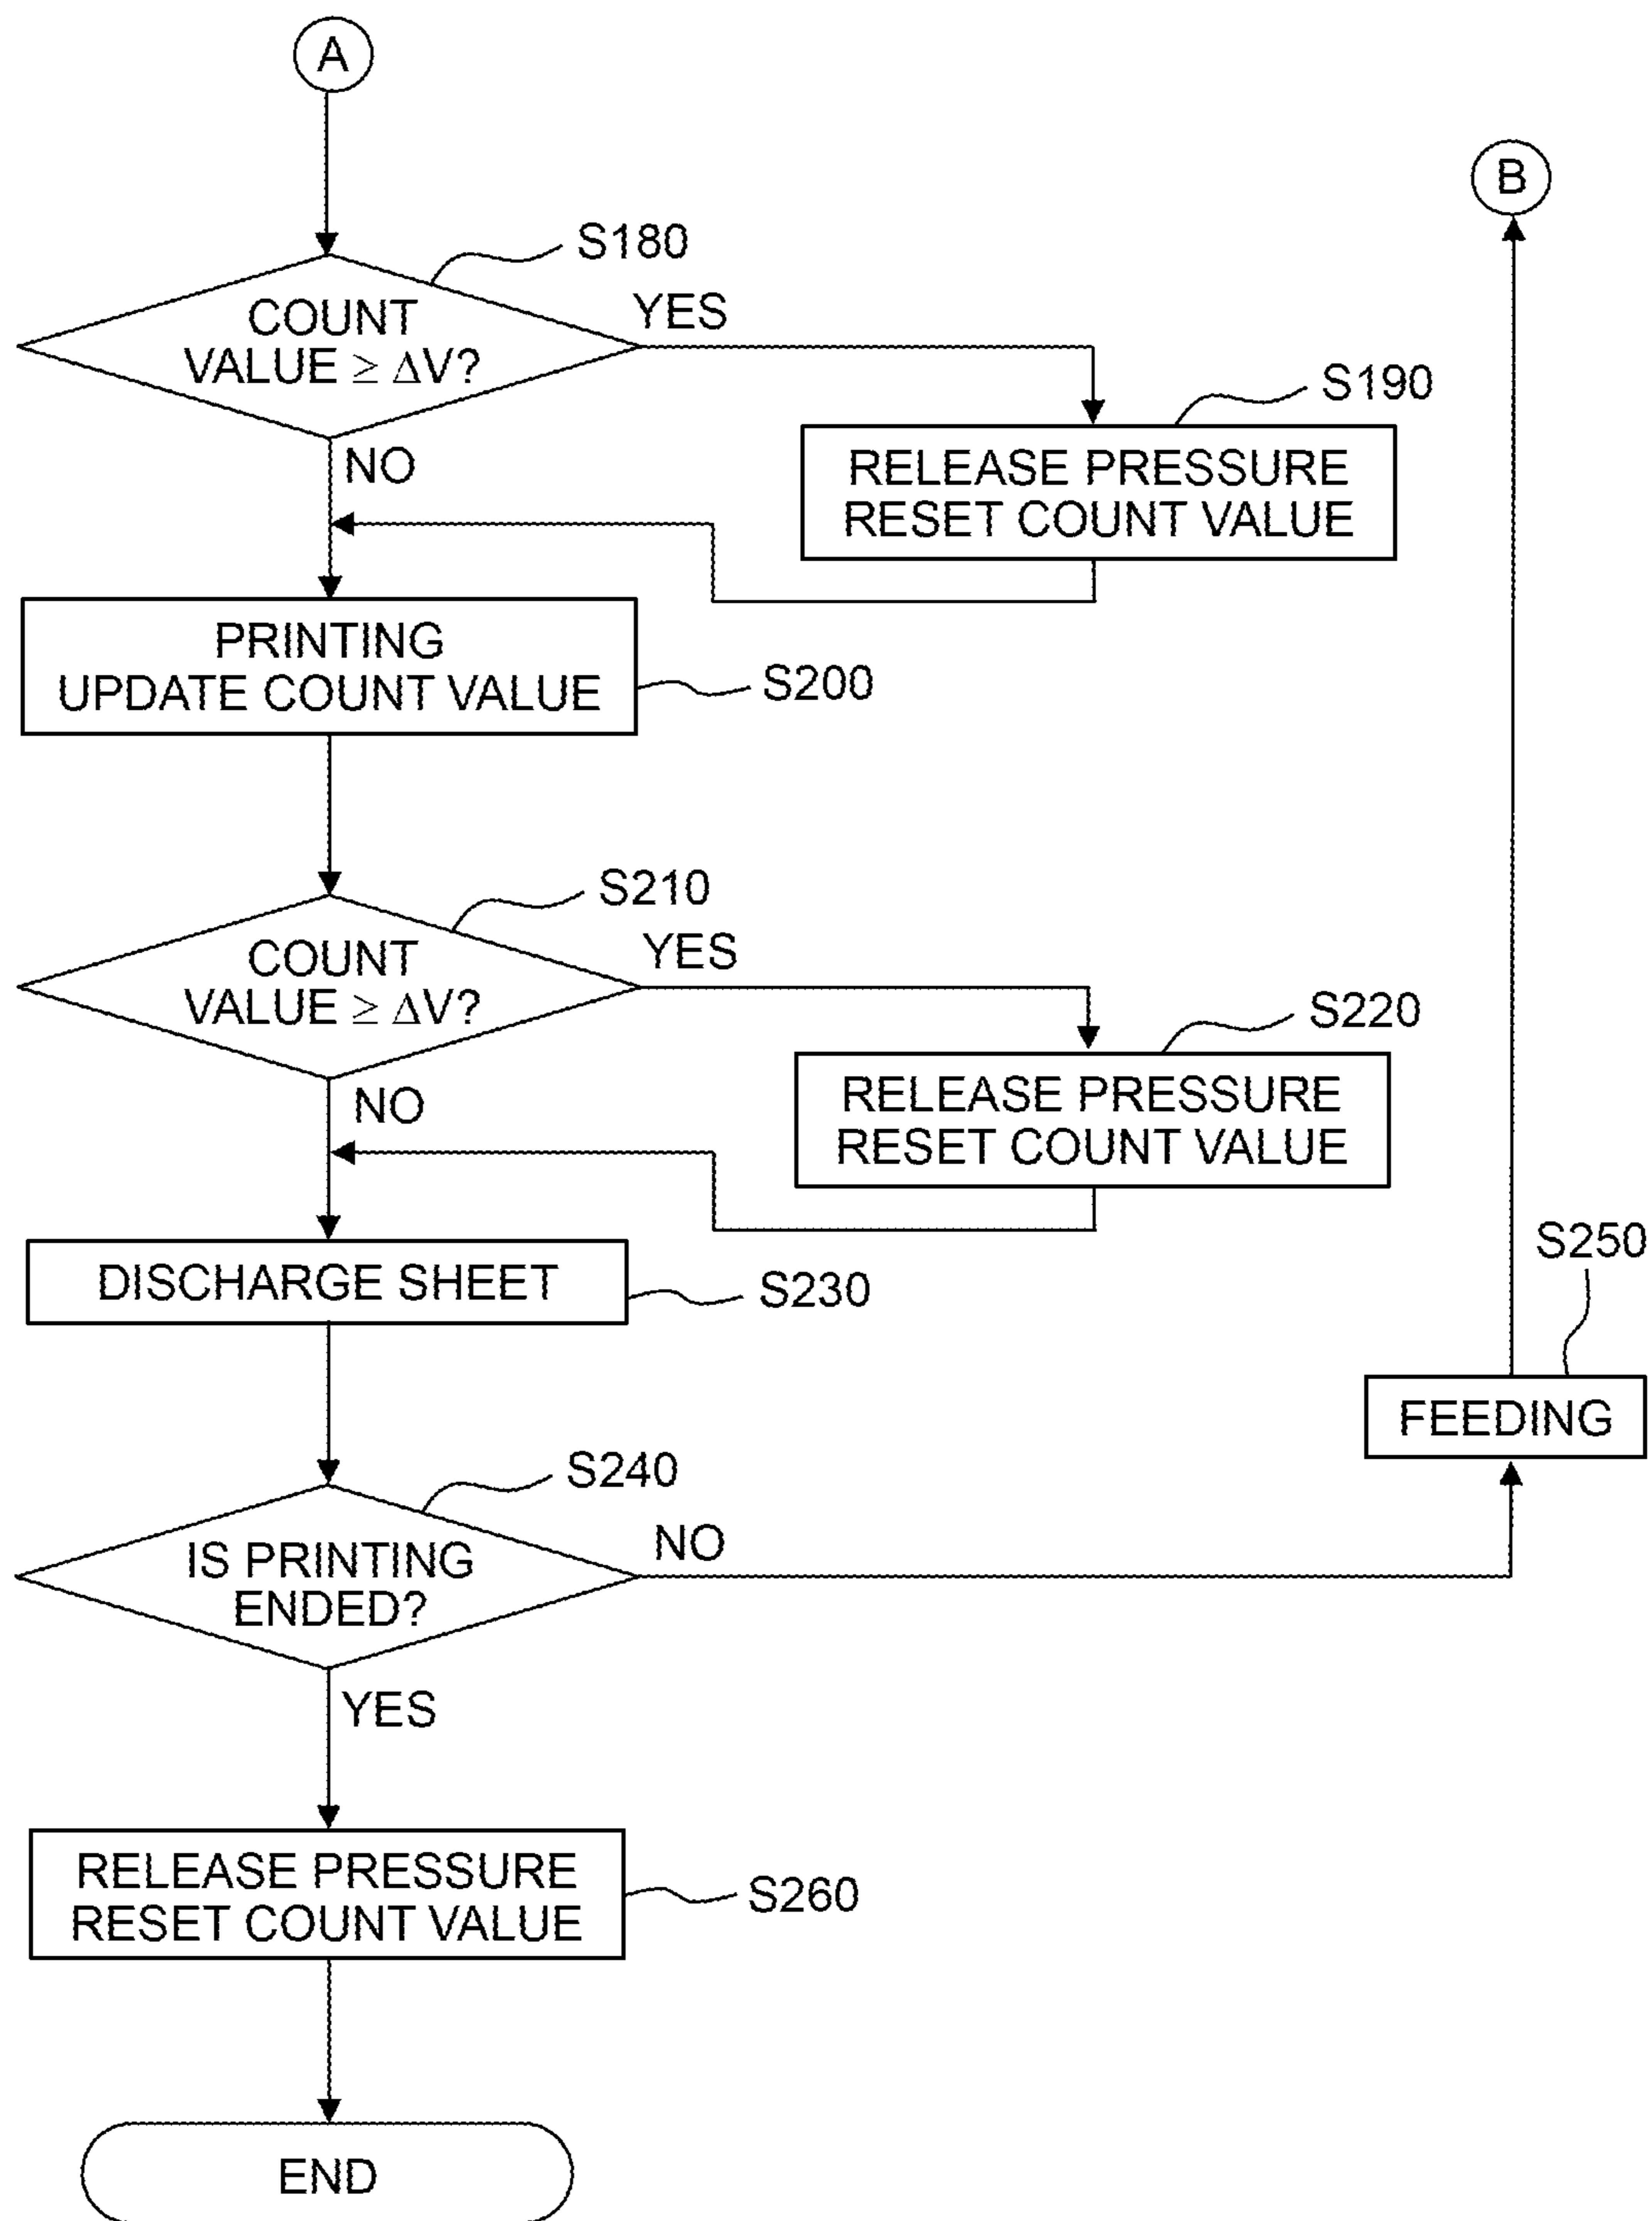 A
B
S180
COUNT
VALUE ≥ ΔV?
YES
NO
S190
RELEASE PRESSURE
RESET COUNT VALUE
PRINTING
UPDATE COUNT VALUE
S200
S210
COUNT
VALUE ≥ ΔV?
YES
NO
S220
RELEASE PRESSURE
RESET COUNT VALUE
DISCHARGE SHEET
S230
S250
FEEDING
S240
IS PRINTING
ENDED?
NO
YES
RELEASE PRESSURE
RESET COUNT VALUE
S260
END